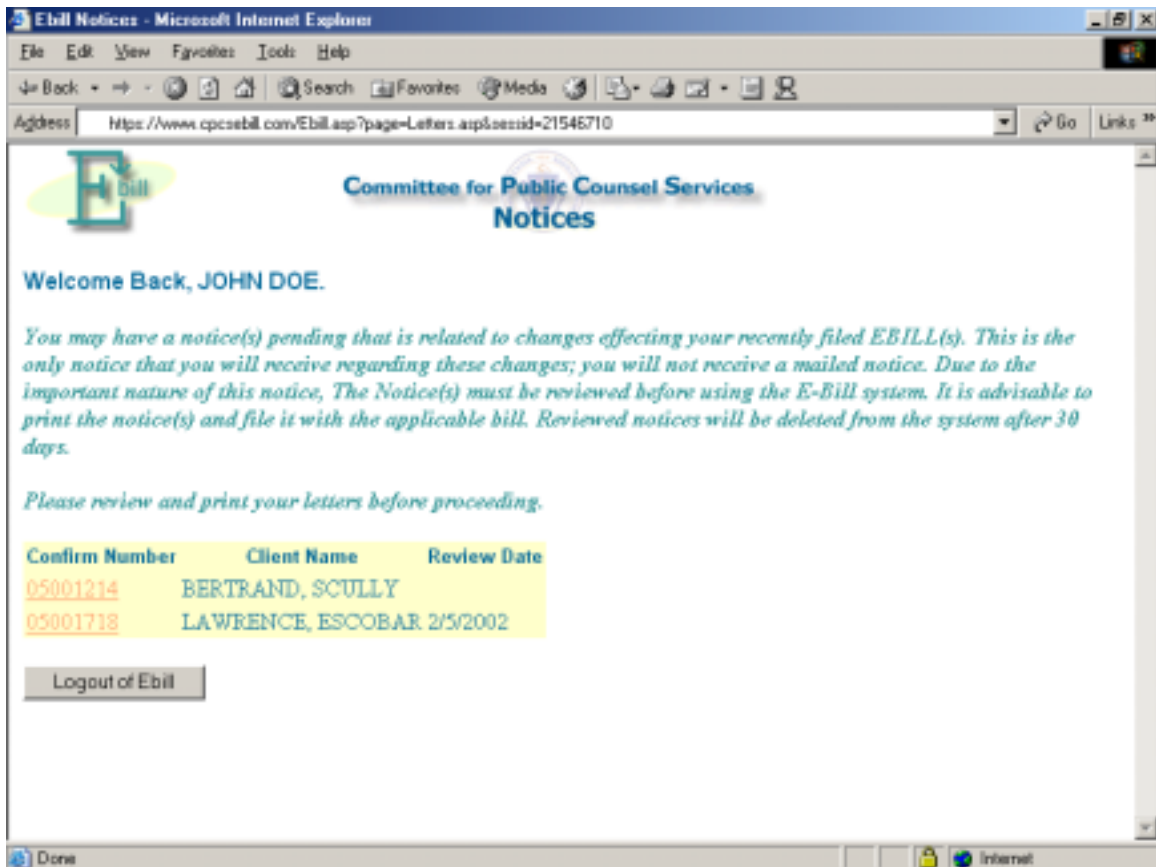 Ebill Notices - Microsoft Internet Explorer
File Edit View Favorites Tools Help
Back Search Favorites Media
Address https://www.cpcsebill.com/Ebill.asp?page=Letters.asp&sessid=21546710 Go Links »
Ebill
Committee for Public Counsel Services
Notices
Welcome Back, JOHN DOE.
You may have a notice(s) pending that is related to changes effecting your recently filed EBILL(s). This is the
only notice that you will receive regarding these changes; you will not receive a mailed notice. Due to the
important nature of this notice, The Notice(s) must be reviewed before using the E-Bill system. It is advisable to
print the notice(s) and file it with the applicable bill. Reviewed notices will be deleted from the system after 30
days.
Please review and print your letters before proceeding.
Confirm Number Client Name Review Date
05001214 BERTRAND, SCULLY
05001718 LAWRENCE, ESCOBAR 2/5/2002
Logout of Ebill
Done Internet